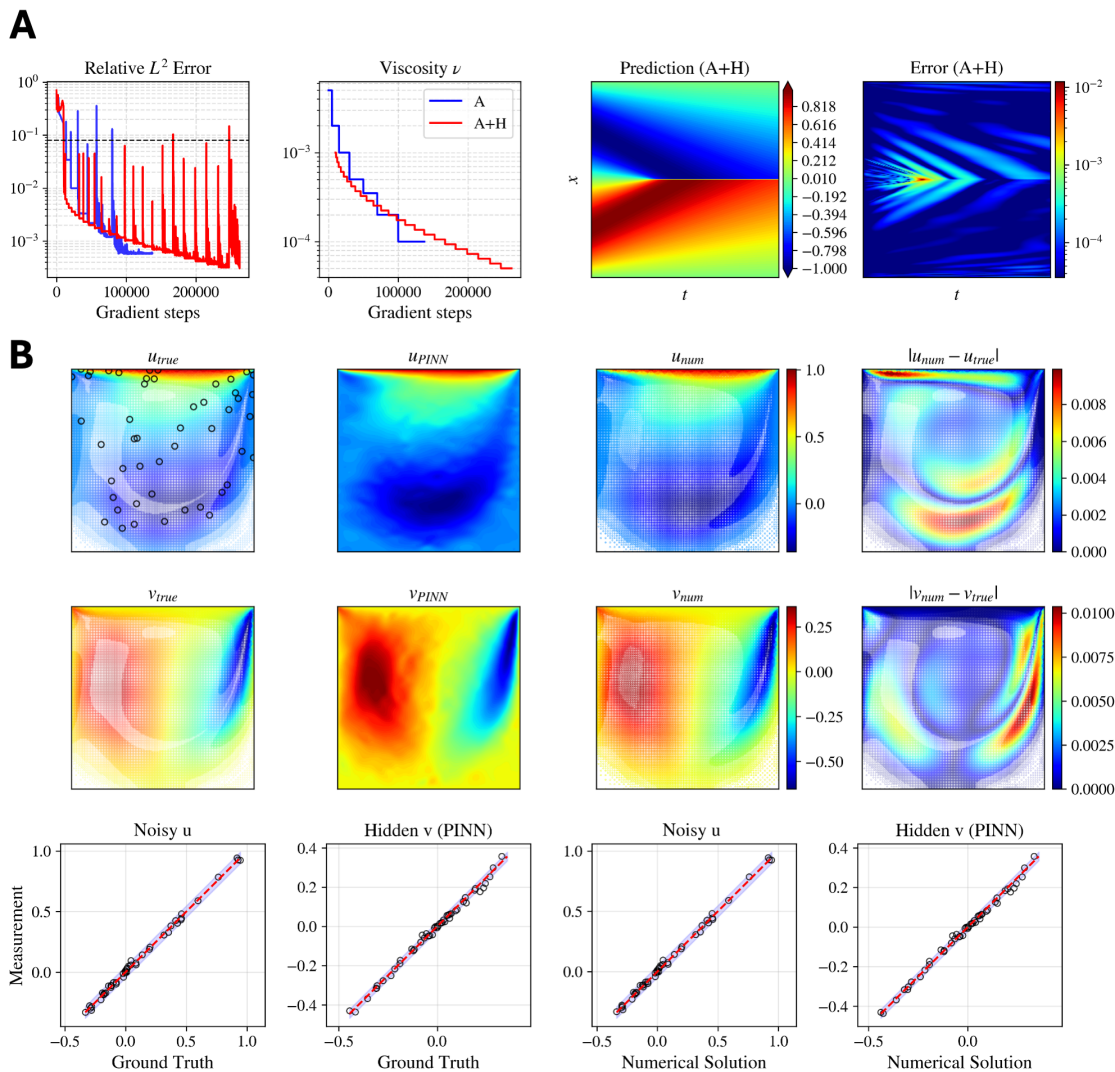 A
Relative L² Error
10⁰
10⁻¹
10⁻²
10⁻³
0
100000
200000
Gradient steps
Viscosity ν
A
A+H
10⁻³
10⁻⁴
0
100000
200000
Gradient steps
Prediction (A+H)
x
t
0.818
0.616
0.414
0.212
0.010
−0.192
−0.394
−0.596
−0.798
−1.000
Error (A+H)
t
10⁻²
10⁻³
10⁻⁴
B
u_true
u_PINN
u_num
1.0
0.5
0.0
|u_num − u_true|
0.008
0.006
0.004
0.002
0.000
v_true
v_PINN
v_num
0.25
0.00
−0.25
−0.50
|v_num − v_true|
0.0100
0.0075
0.0050
0.0025
0.0000
Noisy u
Measurement
1.0
0.5
0.0
−0.5
0.0
0.5
1.0
Ground Truth
Hidden v (PINN)
0.4
0.2
0.0
−0.2
−0.4
0.0
Ground Truth
Noisy u
1.0
0.5
0.0
−0.5
0.0
0.5
1.0
Numerical Solution
Hidden v (PINN)
0.4
0.2
0.0
−0.2
−0.4
−0.5
0.0
Numerical Solution